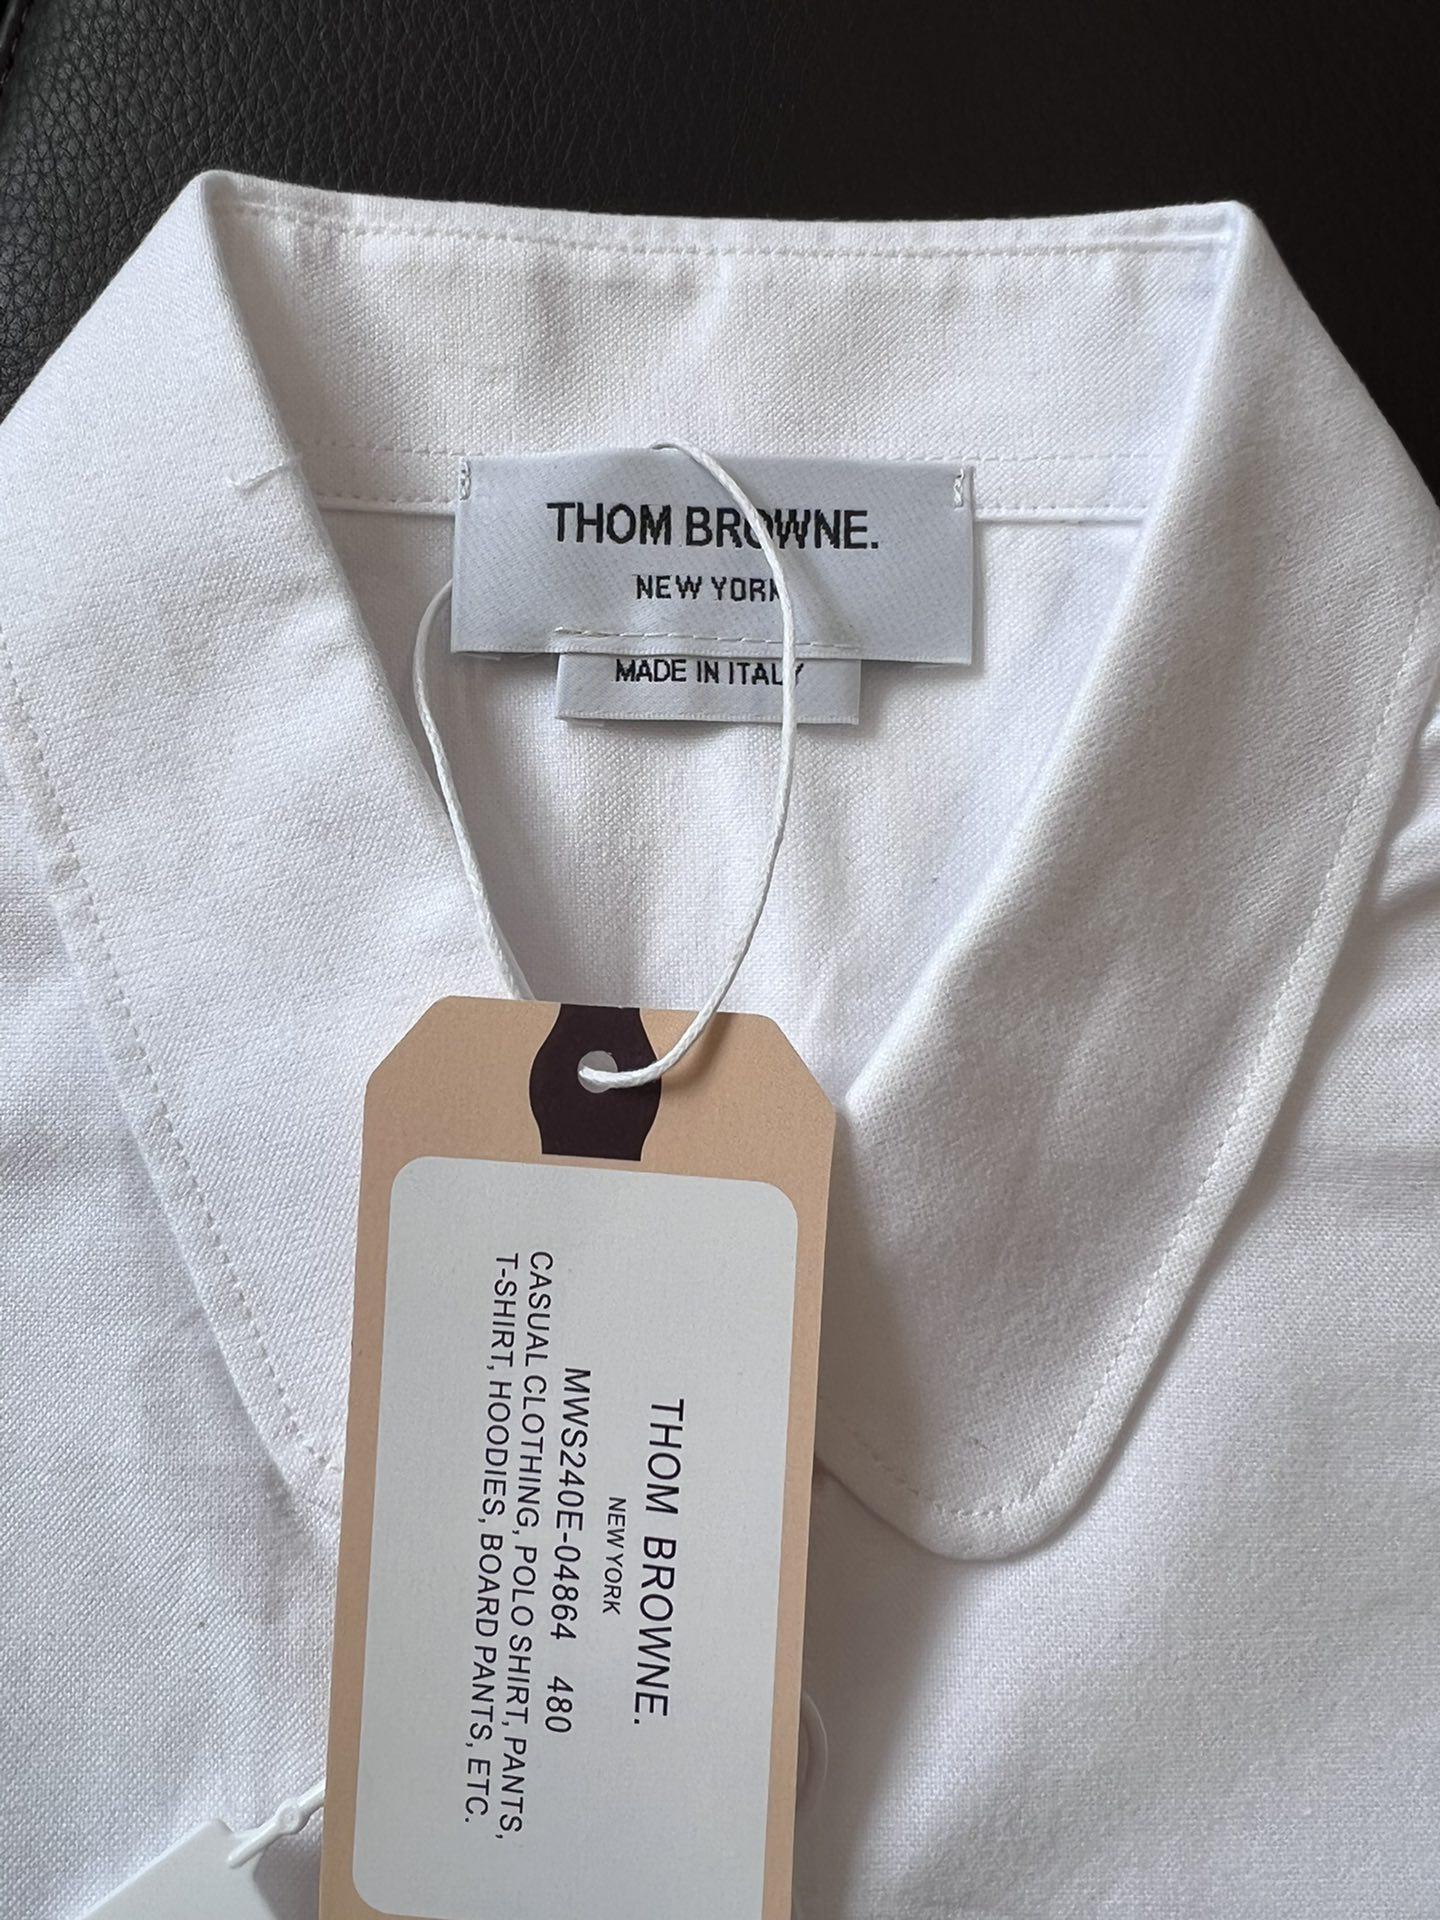 THOM BROWNE.
NEW YORK
MADE IN ITALY
THOM BROWNE.
NEW YORK
MWS240E-04864 480
CASUAL CLOTHING, POLO SHIRT, PANTS,
T-SHIRT, HOODIES, BOARD PANTS, ETC.